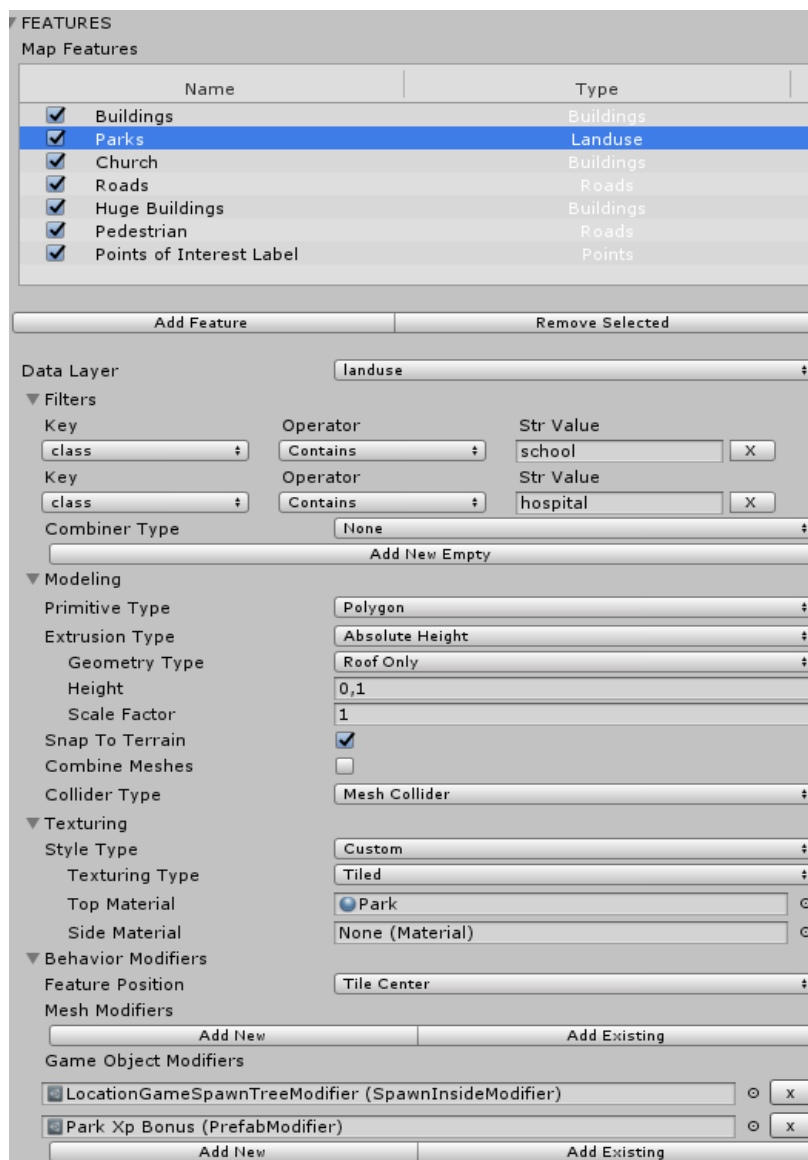 FEATURES
Map Features
Name Type
Buildings Buildings
Parks Landuse
Church Buildings
Roads Roads
Huge Buildings Buildings
Pedestrian Roads
Points of Interest Label Points
Add Feature Remove Selected
Data Layer landuse
Filters
Key Operator Str Value
class Contains school X
Key Operator Str Value
class Contains hospital X
Combiner Type None
Add New Empty
Modeling
Primitive Type Polygon
Extrusion Type Absolute Height
Geometry Type Roof Only
Height 0,1
Scale Factor 1
Snap To Terrain
Combine Meshes
Collider Type Mesh Collider
Texturing
Style Type Custom
Texturing Type Tiled
Top Material Park
Side Material None (Material)
Behavior Modifiers
Feature Position Tile Center
Mesh Modifiers
Add New Add Existing
Game Object Modifiers
LocationGameSpawnTreeModifier (SpawnInsideModifier) x
Park Xp Bonus (PrefabModifier) x
Add New Add Existing